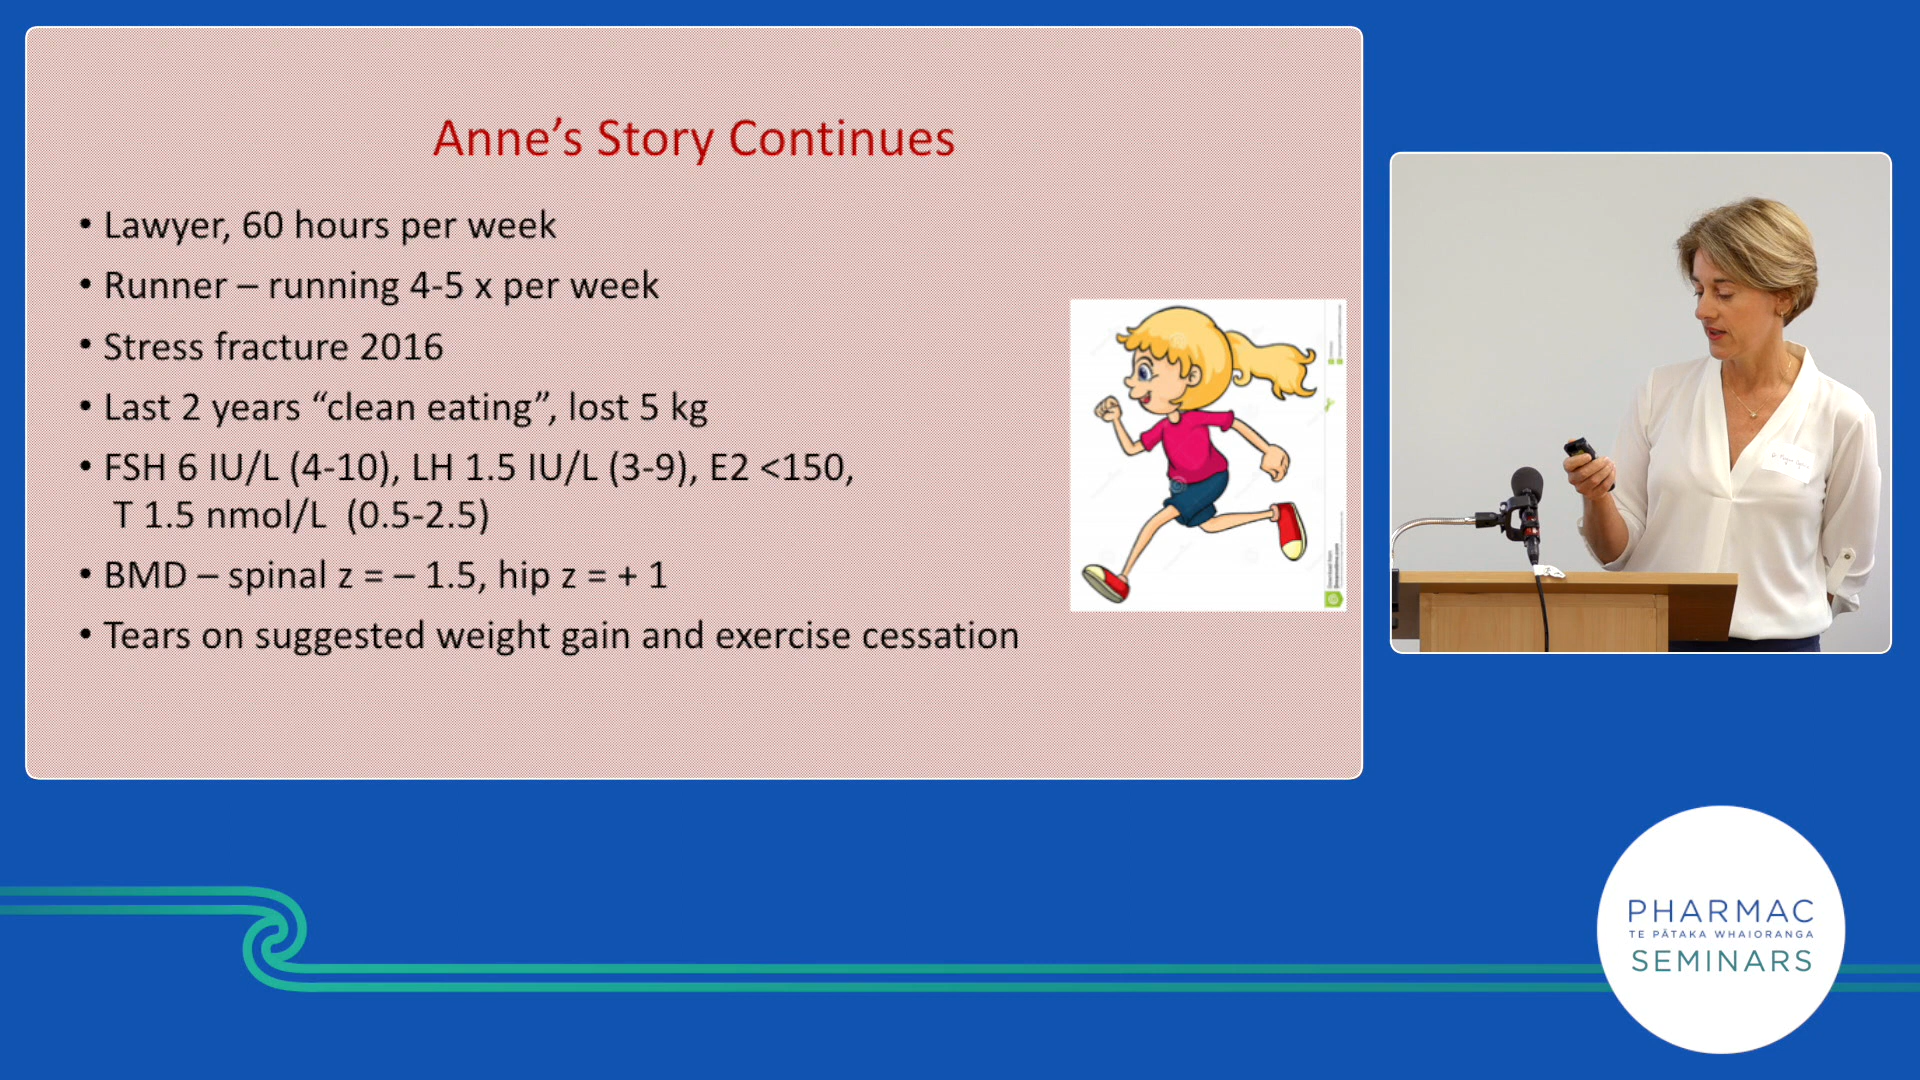 Anne’s Story Continues
• Lawyer, 60 hours per week
• Runner – running 4-5 x per week
• Stress fracture 2016
• Last 2 years “clean eating”, lost 5 kg
• FSH 6 IU/L (4-10), LH 1.5 IU/L (3-9), E2 <150,
T 1.5 nmol/L (0.5-2.5)
• BMD – spinal z = – 1.5, hip z = + 1
• Tears on suggested weight gain and exercise cessation
PHARMAC
TE PĀTAKA WHAIORANGA
SEMINARS